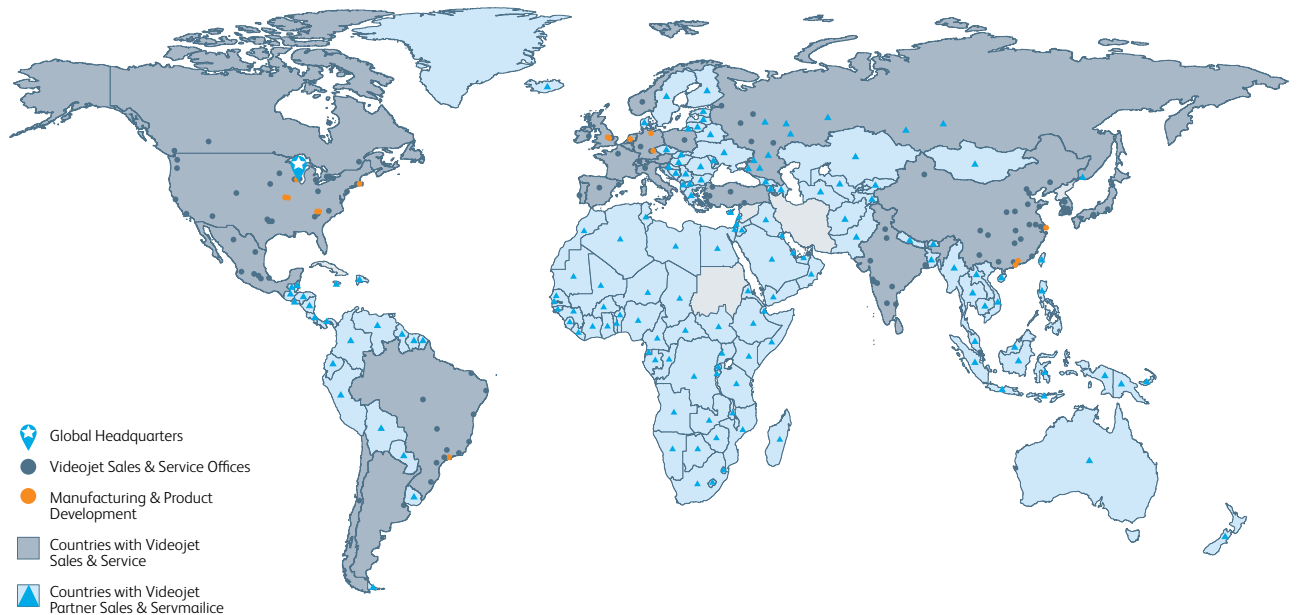 Global Headquarters
Videojet Sales & Service Offices
Manufacturing & Product
Development
Countries with Videojet
Sales & Service
Countries with Videojet
Partner Sales & Servmailice